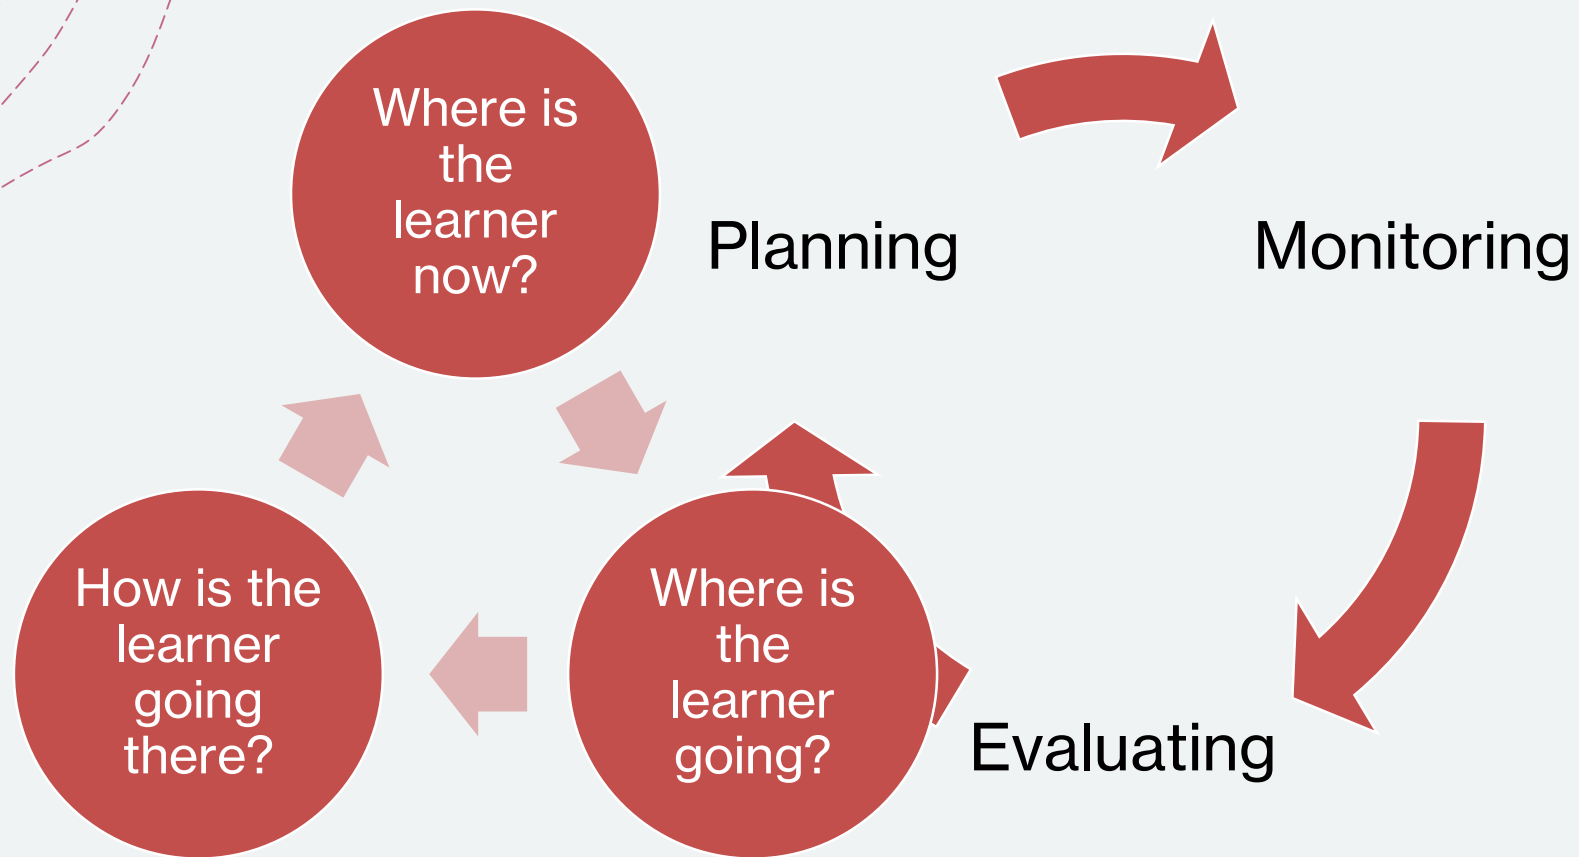 Where is
the
learner
now?
Planning
Monitoring
How is the
learner
going
there?
Where is
the
learner
going?
Evaluating